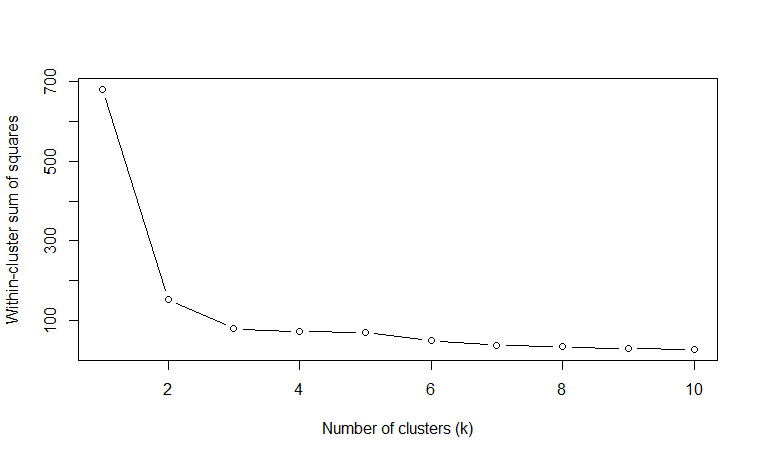 Within-cluster sum of squares
700
500
300
100
2 4 6 8 10
Number of clusters (k)